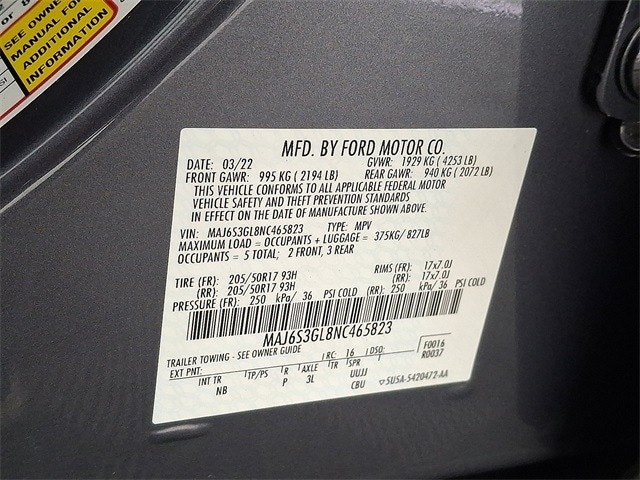 or 8
SEE OWNER
MANUAL FOR
ADDITIONAL
INFORMATION
MFD. BY FORD MOTOR CO.
DATE: 03/22 GVWR: 1929 KG ( 4253 LB)
FRONT GAWR: 995 KG ( 2194 LB) REAR GAWR: 940 KG ( 2072 LB)
THIS VEHICLE CONFORMS TO ALL APPLICABLE FEDERAL MOTOR
VEHICLE SAFETY AND THEFT PREVENTION STANDARDS
IN EFFECT ON THE DATE OF MANUFACTURE SHOWN ABOVE.
VIN: MAJ6S3GL8NC465823 TYPE: MPV
MAXIMUM LOAD = OCCUPANTS + LUGGAGE = 375KG/ 827LB
OCCUPANTS = 5 TOTAL; 2 FRONT, 3 REAR
TIRE (FR): 205/50R17 93H RIMS (FR): 17x7.0J
(RR): 205/50R17 93H (RR): 17x7.0J
PRESSURE (FR): 250 kPa/ 36 PSI COLD (RR): 250 kPa/ 36 PSI COLD
MAJ6S3GL8NC465823
TRAILER TOWING - SEE OWNER GUIDE
EXT PNT: RC: 16 DSO: F0016
R0037
INT TR TP/PS R AXLE TR SPR
NB P 3L UUJJ
CBU 5U5A-5420472-AA